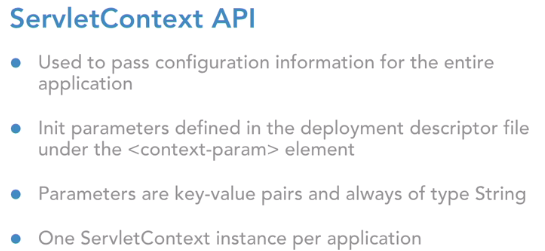 ServletContext API
● Used to pass configuration information for the entire
application
● Init parameters defined in the deployment descriptor file
under the <context-param> element
● Parameters are key-value pairs and always of type String
● One ServletContext instance per application